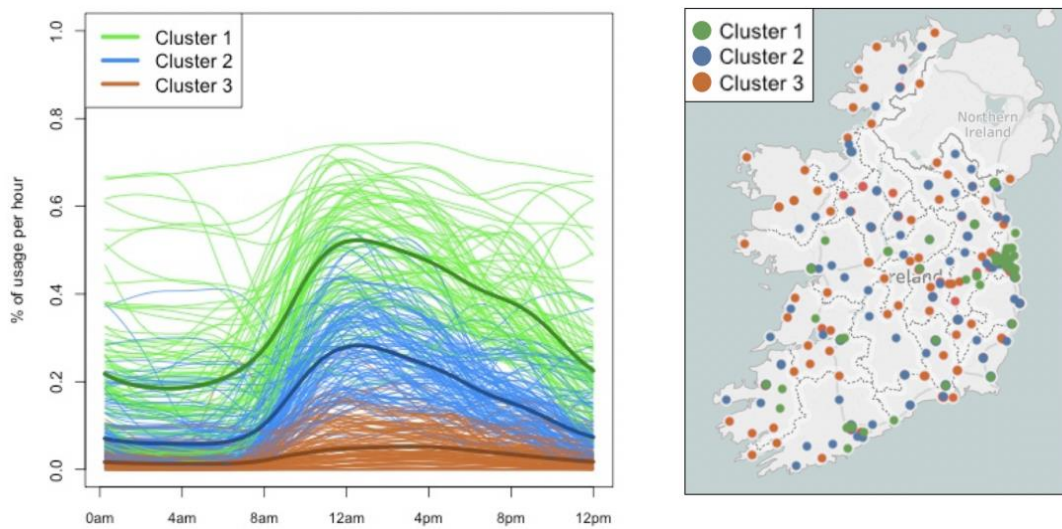 Cluster 1
Cluster 2
Cluster 3
% of usage per hour
1.0
0.8
0.6
0.4
0.2
0.0
0am
4am
8am
12am
4pm
12pm
Cluster 1
Cluster 2
Cluster 3
Northern
Ireland
Ireland